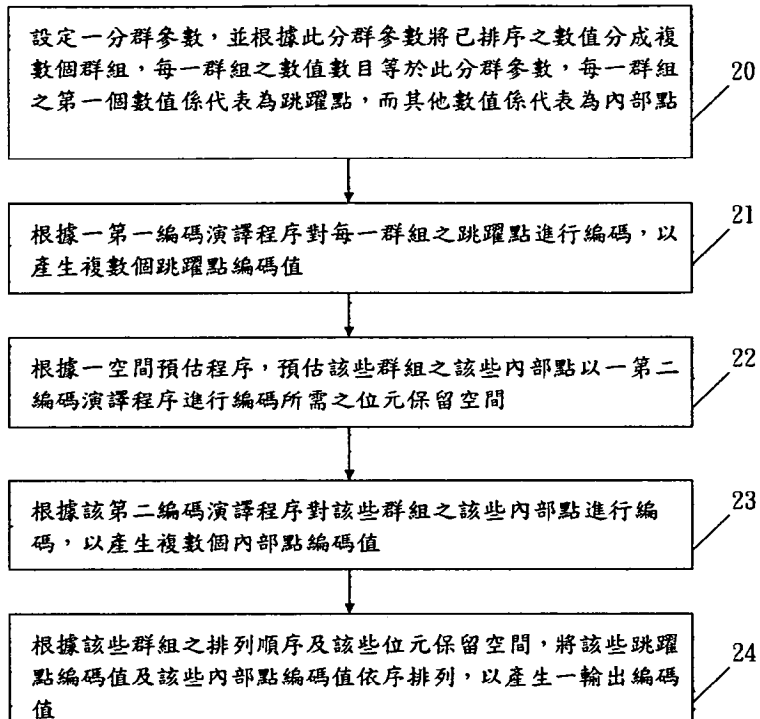 設定一分群參數，並根據此分群參數將已排序之數值分成複
數個群組，每一群組之數值數目等於此分群參數，每一群組
之第一個數值係代表為跳躍點，而其他數值係代表為內部點
20
根據一第一編碼演譯程序對每一群組之跳躍點進行編碼，以
產生複數個跳躍點編碼值
21
根據一空間預估程序，預估該些群組之該些內部點以一第二
編碼演譯程序進行編碼所需之位元保留空間
22
根據該第二編碼演譯程序對該些群組之該些內部點進行編
碼，以產生複數個內部點編碼值
23
根據該些群組之排列順序及該些位元保留空間，將該些跳躍
點編碼值及該些內部點編碼值依序排列，以產生一輸出編碼
值
24